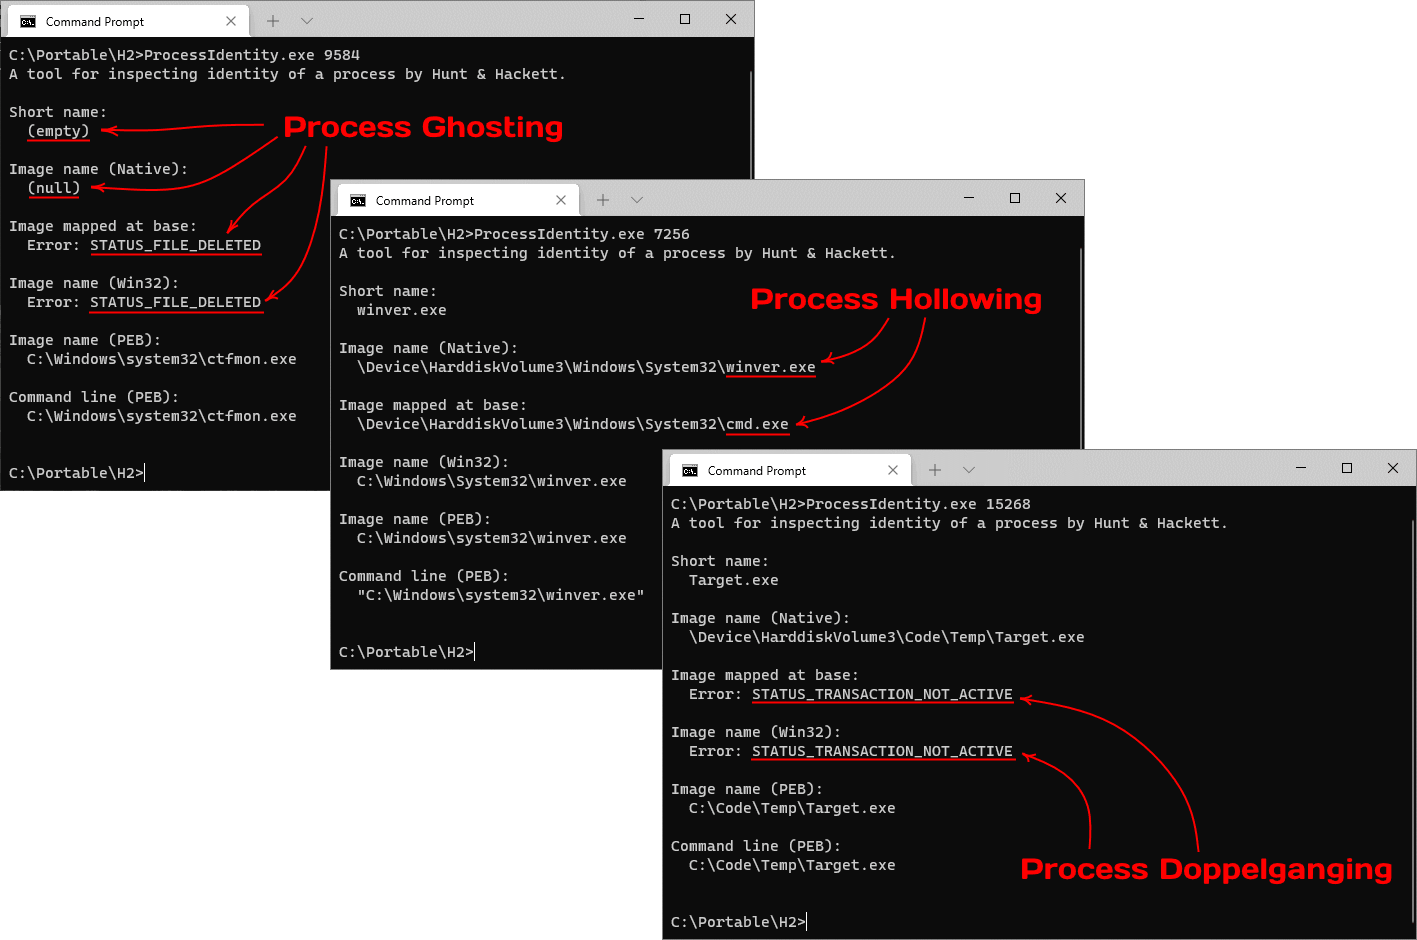 Command Prompt
C:\Portable\H2>ProcessIdentity.exe 9584
A tool for inspecting identity of a process by Hunt & Hackett.
Short name:
(empty)
Process Ghosting
Image name (Native):
(null)
Image mapped at base:
Error: STATUS_FILE_DELETED
Image name (Win32):
Error: STATUS_FILE_DELETED
Image name (PEB):
C:\Windows\system32\ctfmon.exe
Command line (PEB):
C:\Windows\system32\ctfmon.exe
C:\Portable\H2>
Command Prompt
C:\Portable\H2>ProcessIdentity.exe 7256
A tool for inspecting identity of a process by Hunt & Hackett.
Short name:
winver.exe
Process Hollowing
Image name (Native):
\Device\HarddiskVolume3\Windows\System32\winver.exe
Image mapped at base:
\Device\HarddiskVolume3\Windows\System32\cmd.exe
Image name (Win32):
C:\Windows\System32\winver.exe
Image name (PEB):
C:\Windows\system32\winver.exe
Command line (PEB):
"C:\Windows\system32\winver.exe"
C:\Portable\H2>
Command Prompt
C:\Portable\H2>ProcessIdentity.exe 15268
A tool for inspecting identity of a process by Hunt & Hackett.
Short name:
Target.exe
Image name (Native):
\Device\HarddiskVolume3\Code\Temp\Target.exe
Image mapped at base:
Error: STATUS_TRANSACTION_NOT_ACTIVE
Image name (Win32):
Error: STATUS_TRANSACTION_NOT_ACTIVE
Image name (PEB):
C:\Code\Temp\Target.exe
Command line (PEB):
C:\Code\Temp\Target.exe
Process Doppelganging
C:\Portable\H2>